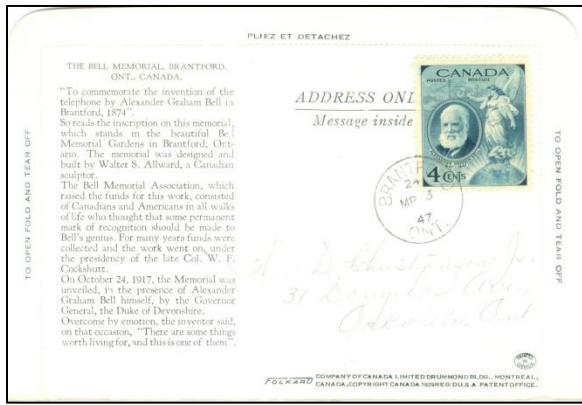 PLIEZ ET DETACHEZ
THE BELL MEMORIAL, BRANTFORD,
ONT., CANADA.
"To commemorate the invention of the
telephone by Alexander Graham Bell in
Brantford, 1874".
So reads the inscription on this memorial,
which stands in the beautiful Bell
Memorial Gardens in Brantford, Ont-
ario. The memorial was designed and
built by Walter S. Allward, a Canadian
sculptor.
The Bell Memorial Association, which
raised the funds for this work, consisted
of Canadians and Americans in all walks
of life who thought that some permanent
mark of recognition should be made to
Bell's genius. For many years funds were
collected and the work went on, under
the presidency of the late Col. W. F.
Cockshutt.
On October 24, 1917, the Memorial was
unveiled, in the presence of Alexander
Graham Bell himself, by the Governor
General, the Duke of Devonshire.
Overcome by emotion, the inventor said,
on that occasion, "There are some things
worth living for, and this is one of them".
TO OPEN FOLD AND TEAR OFF
ADDRESS ONL
Message inside
CANADA
POSTES POSTAGE
4 CENTS
BRANTF
24
MR 3
47
ONT.
31 Douglas Ave
Oakville Ont
TO OPEN FOLD AND TEAR OFF
FOLKARD COMPANY OF CANADA LIMITED DRUMMOND BLDG., MONTREAL,
CANADA, COPYRIGHT CANADA 1929 REG'D U.S.A. PATENT OFFICE.